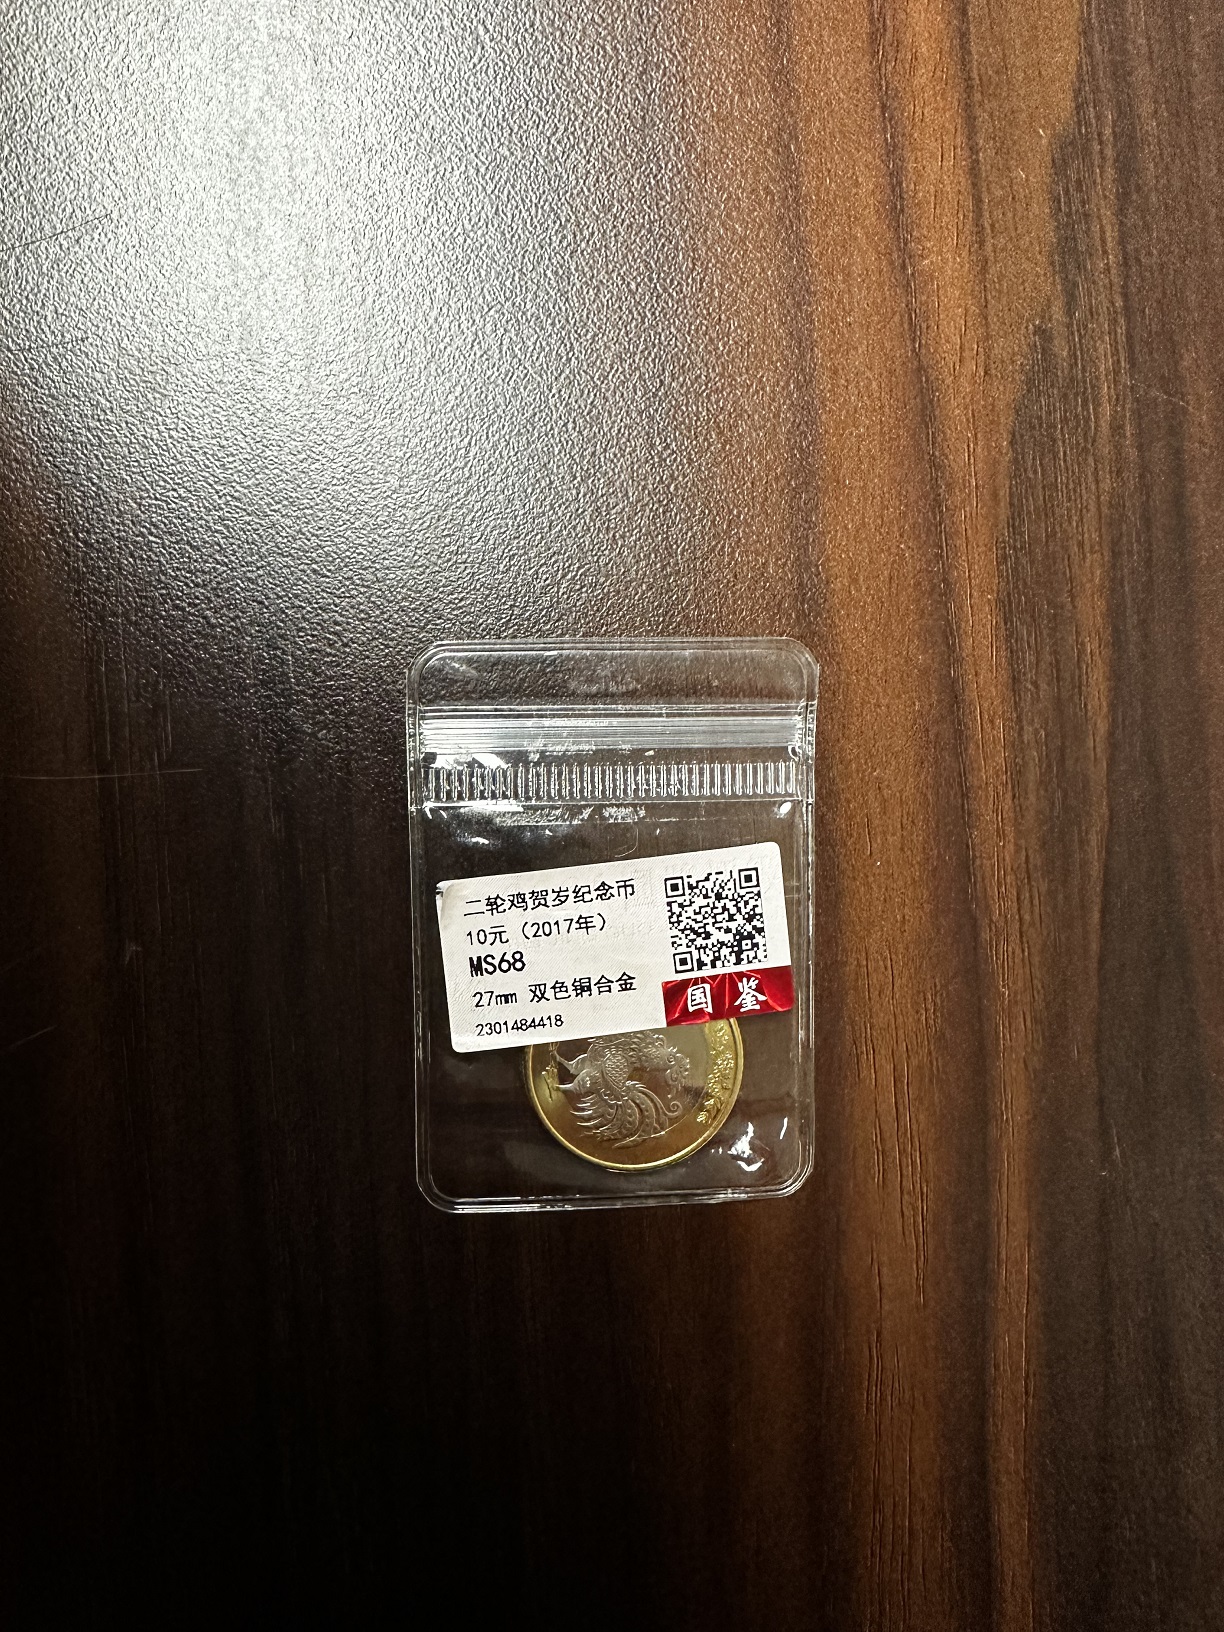 二轮鸡贺岁纪念币
10元（2017年）
MS68
27mm 双色铜合金
2301484418
国鉴